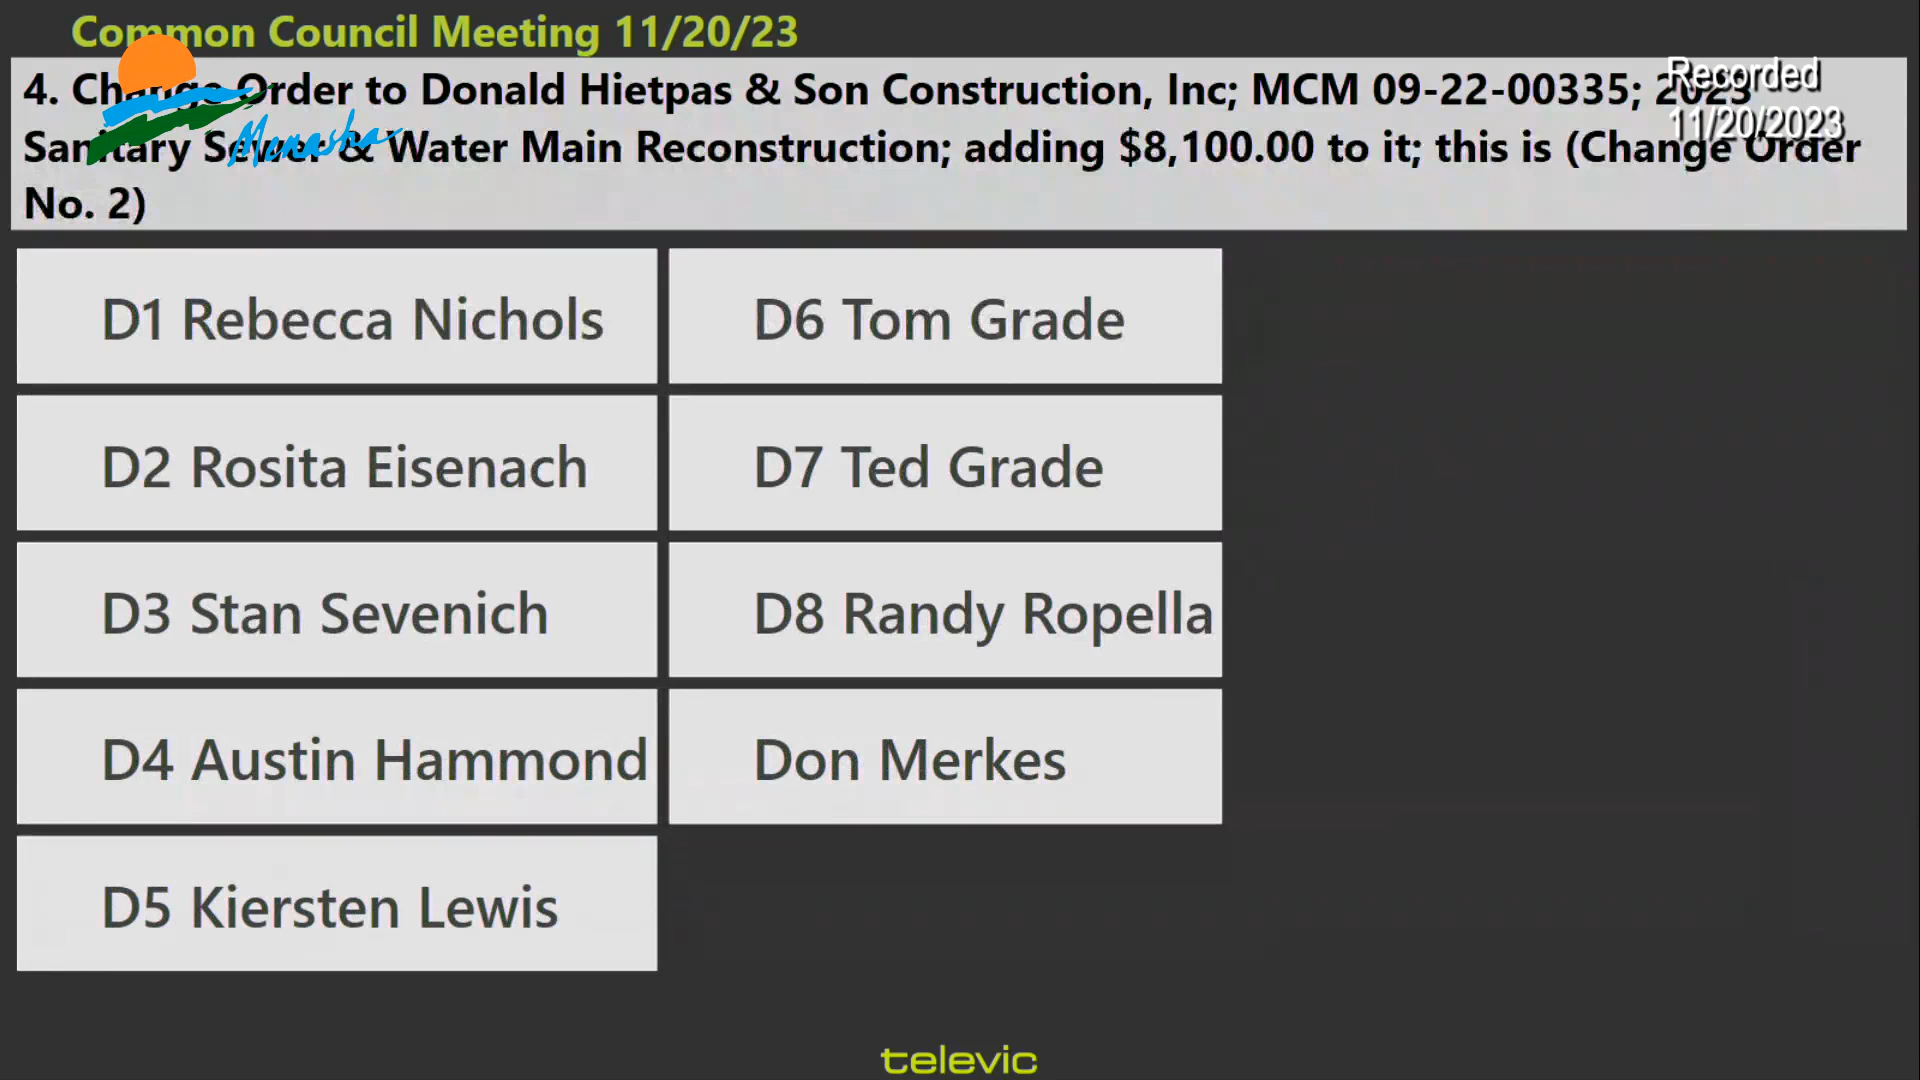 Common Council Meeting 11/20/23
4. Change Order to Donald Hietpas & Son Construction, Inc; MCM 09-22-00335; 2023
Sanitary Sewer & Water Main Reconstruction; adding $8,100.00 to it; this is (Change Order
No. 2)
Recorded
11/20/2023
Menasha
D1 Rebecca Nichols
D2 Rosita Eisenach
D3 Stan Sevenich
D4 Austin Hammond
D5 Kiersten Lewis
D6 Tom Grade
D7 Ted Grade
D8 Randy Ropella
Don Merkes
televic